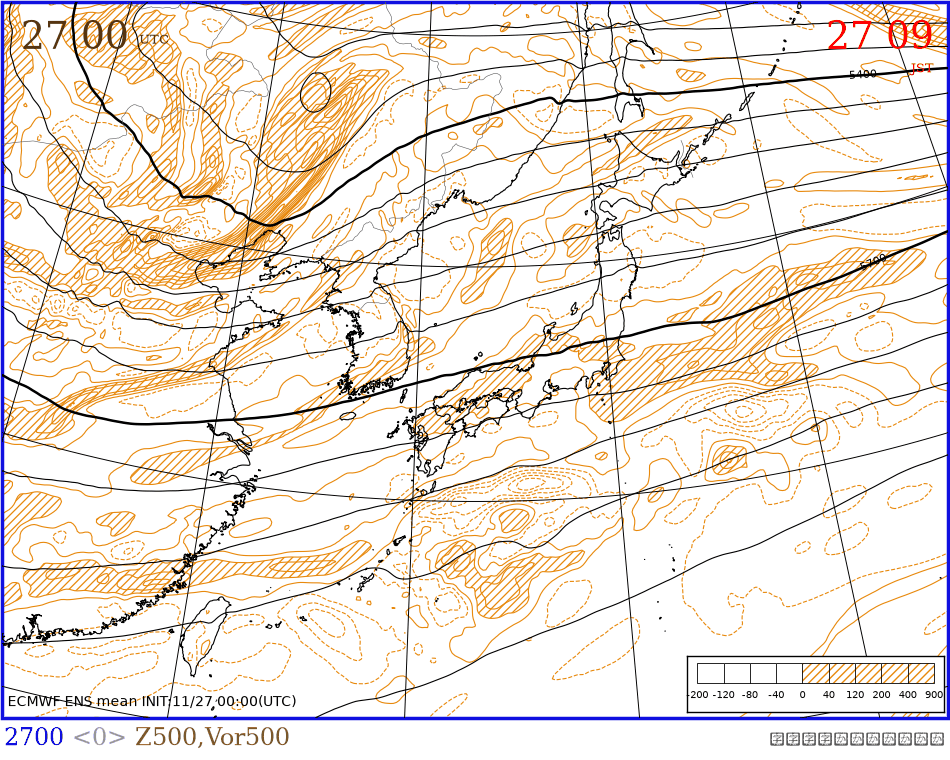 27 00 UTC
27 09
JST
5400
5700
-200 -120 -80 -40 0 40 120 200 400 900
ECMWF ENS mean INIT:11/27 00:00(UTC)
2700 <0> Z500,Vor500